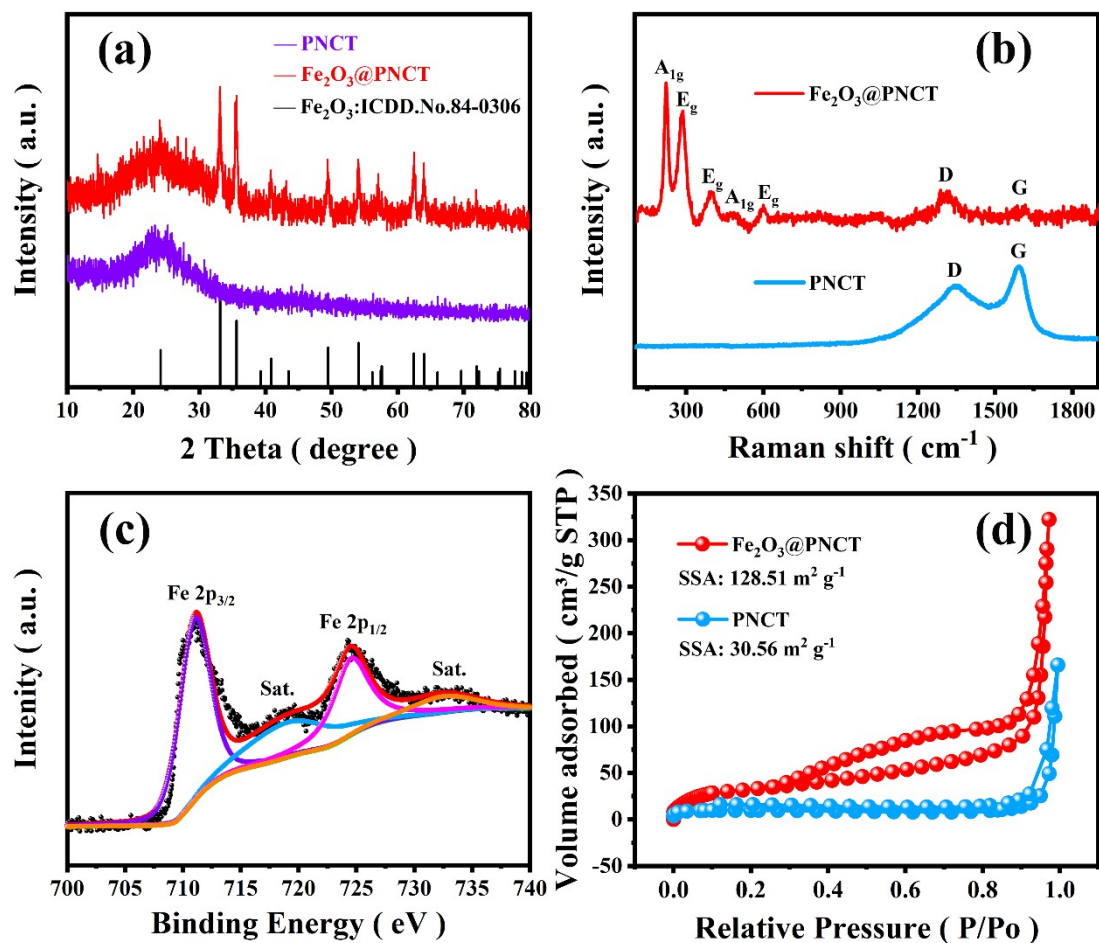 (a)
PNCT
Fe₂O₃@PNCT
Fe₂O₃:ICDD.No.84-0306
Intensity ( a.u. )
10 20 30 40 50 60 70 80
2 Theta ( degree )
(b)
A₁g
Eg
Fe₂O₃@PNCT
Eg
A₁g
Eg
D
G
PNCT
D
G
Intensity ( a.u. )
300 600 900 1200 1500 1800
Raman shift ( cm⁻¹ )
(c)
Fe 2p₃/₂
Fe 2p₁/₂
Sat.
Sat.
Intenity ( a.u. )
700 705 710 715 720 725 730 735 740
Binding Energy ( eV )
(d)
Fe₂O₃@PNCT
SSA: 128.51 m² g⁻¹
PNCT
SSA: 30.56 m² g⁻¹
Volume adsorbed ( cm³/g STP )
350
300
250
200
150
100
50
0
-50
0.0 0.2 0.4 0.6 0.8 1.0
Relative Pressure ( P/Po )